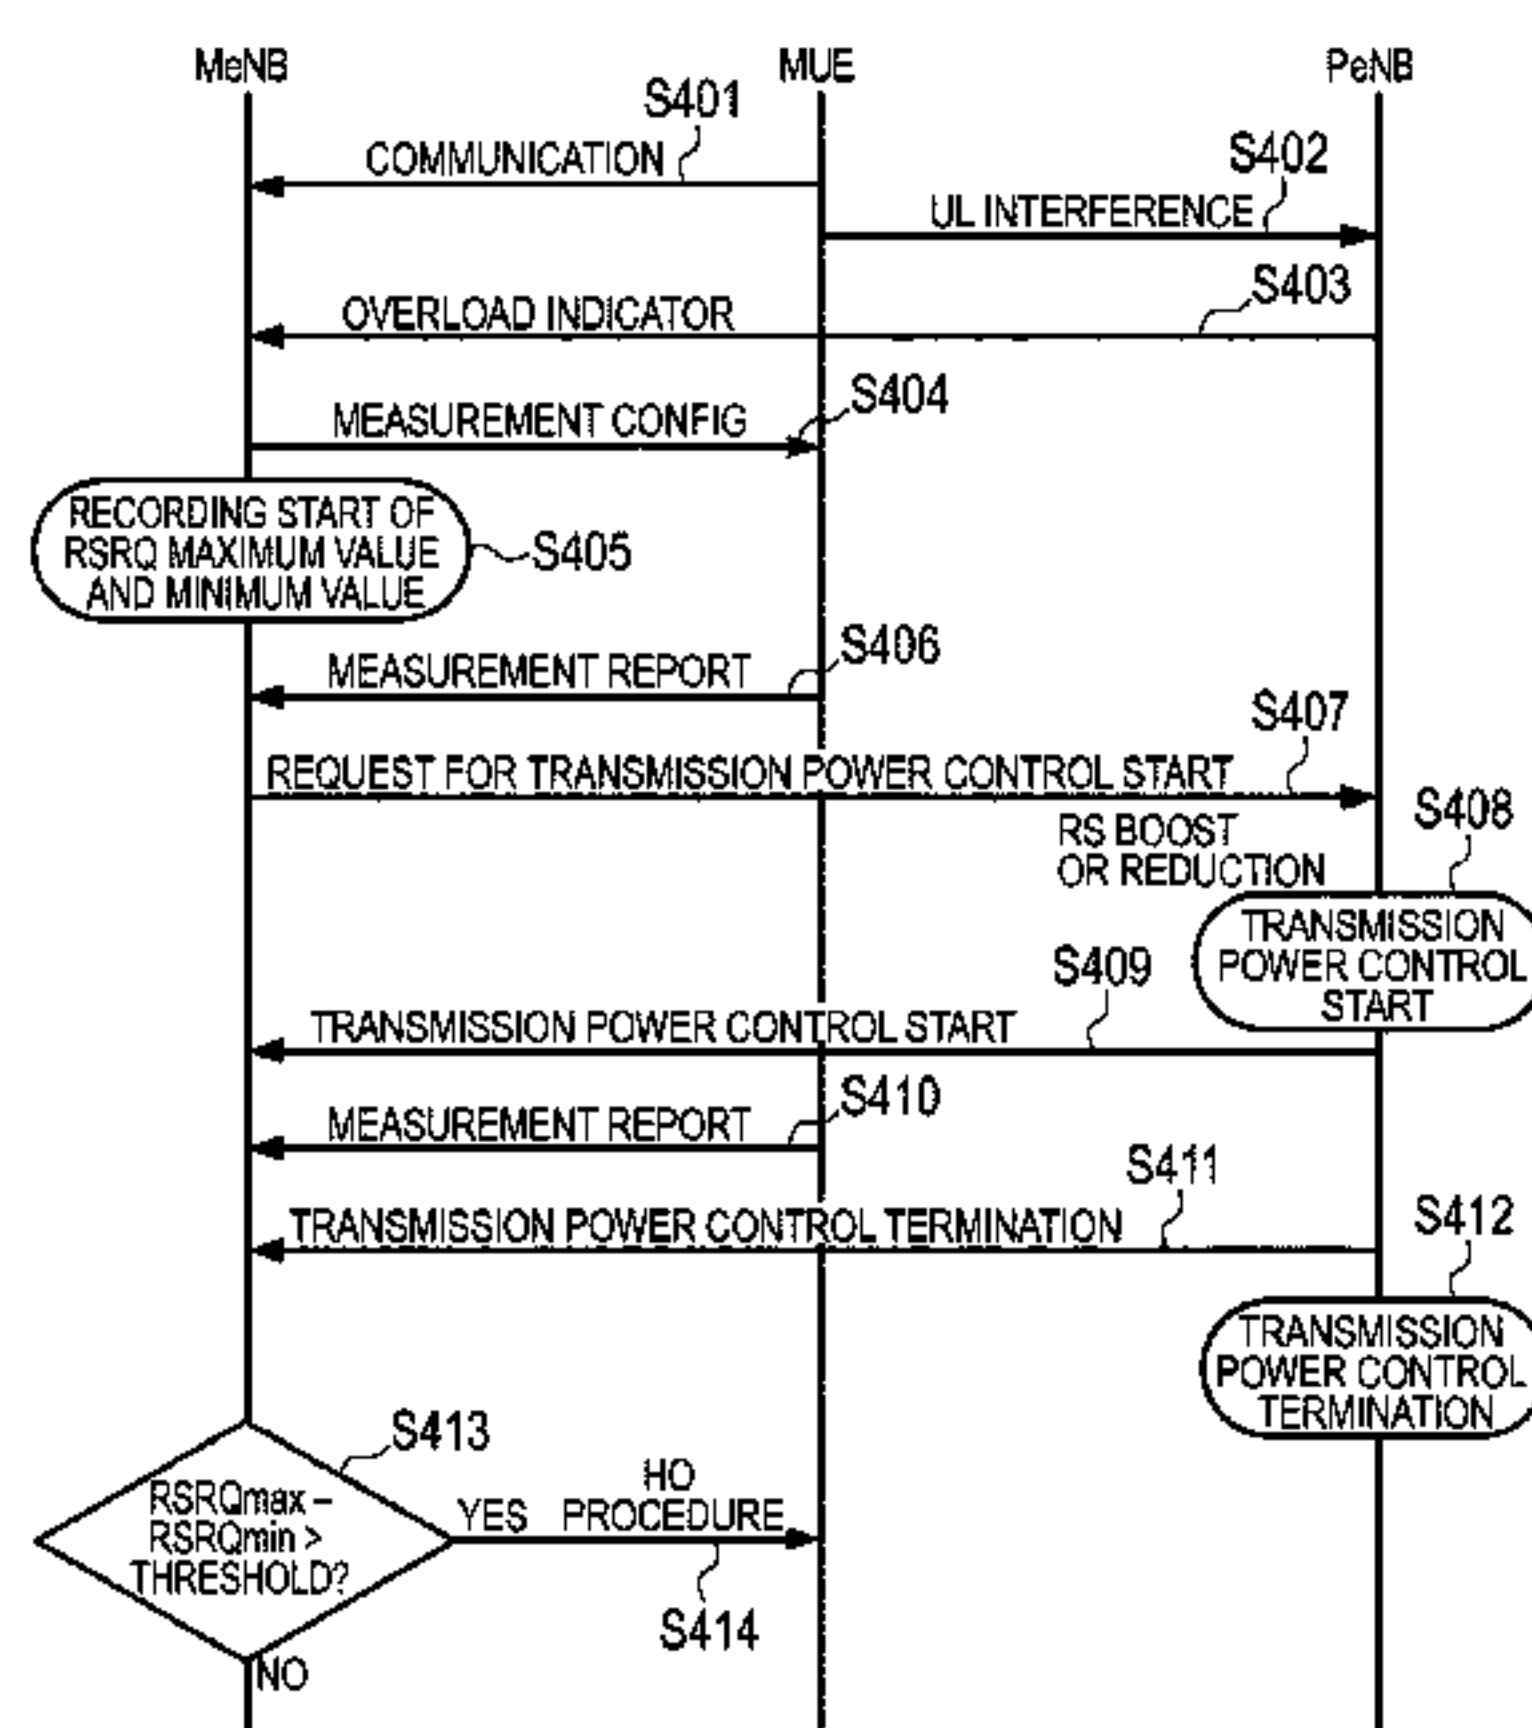 MeNB
MUE
PeNB
S401
COMMUNICATION
S402
UL INTERFERENCE
S403
OVERLOAD INDICATOR
S404
MEASUREMENT CONFIG
RECORDING START OF
RSRQ MAXIMUM VALUE
AND MINIMUM VALUE
S405
S406
MEASUREMENT REPORT
S407
REQUEST FOR TRANSMISSION POWER CONTROL START
RS BOOST
OR REDUCTION
S408
TRANSMISSION
POWER CONTROL
START
S409
TRANSMISSION POWER CONTROL START
S410
MEASUREMENT REPORT
S411
TRANSMISSION POWER CONTROL TERMINATION
S412
TRANSMISSION
POWER CONTROL
TERMINATION
S413
RSRQmax –
RSRQmin >
THRESHOLD?
YES
HO
PROCEDURE
S414
NO